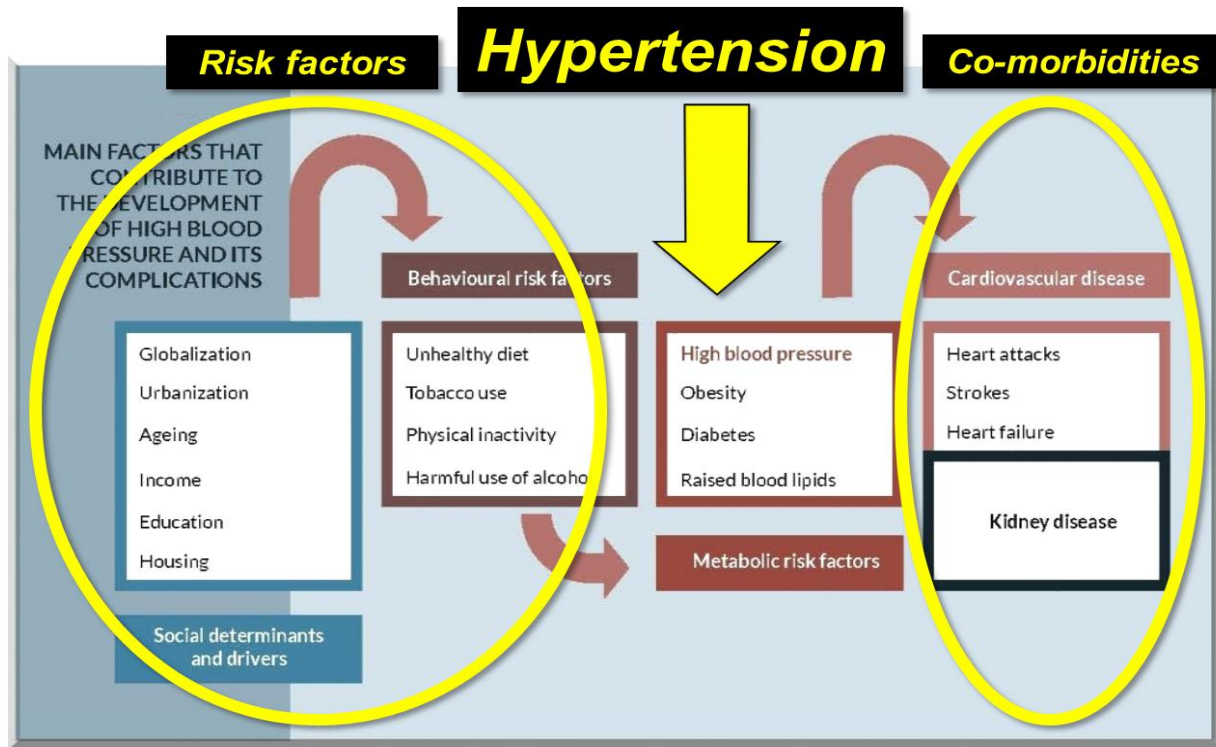 Risk factors
Hypertension
Co-morbidities
MAIN FACTORS THAT
CONTRIBUTE TO
THE DEVELOPMENT
OF HIGH BLOOD
PRESSURE AND ITS
COMPLICATIONS
Behavioural risk factors
Cardiovascular disease
Globalization
Urbanization
Ageing
Income
Education
Housing
Unhealthy diet
Tobacco use
Physical inactivity
Harmful use of alcohol
High blood pressure
Obesity
Diabetes
Raised blood lipids
Heart attacks
Strokes
Heart failure
Kidney disease
Metabolic risk factors
Social determinants
and drivers